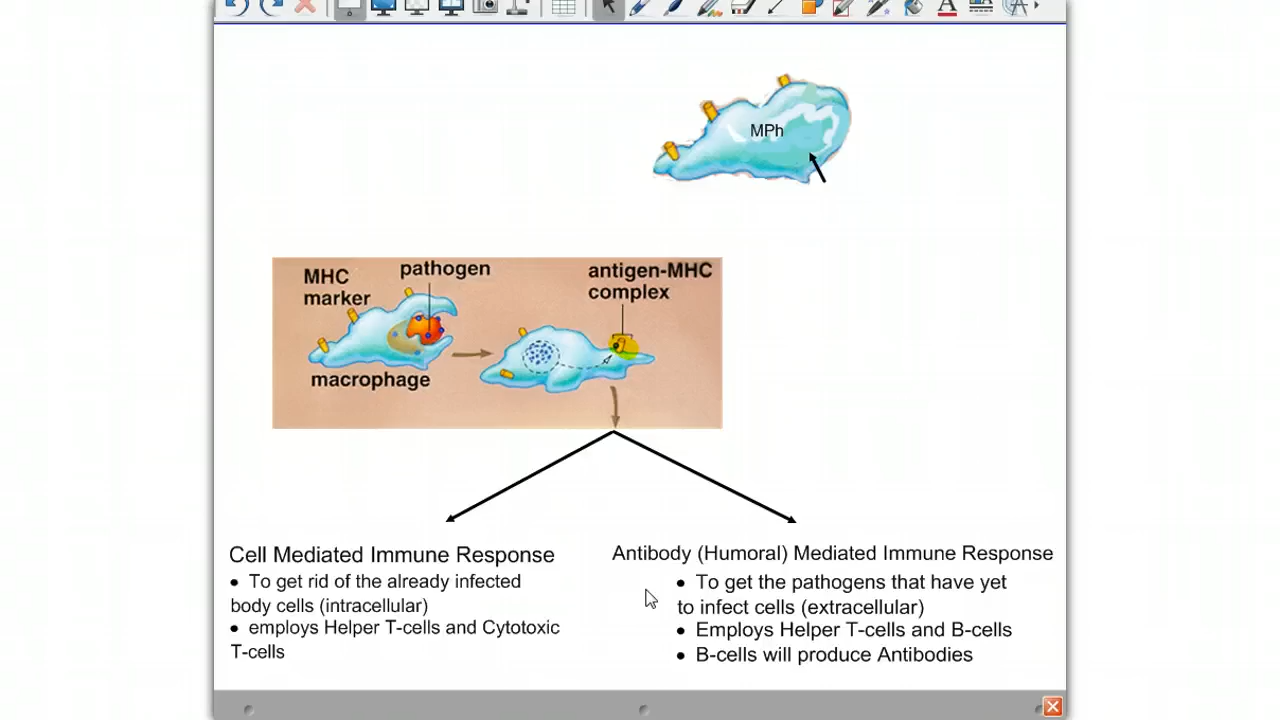 MPh
MHC
marker
pathogen
antigen-MHC
complex
macrophage
Cell Mediated Immune Response
• To get rid of the already infected
body cells (intracellular)
• employs Helper T-cells and Cytotoxic
T-cells
Antibody (Humoral) Mediated Immune Response
• To get the pathogens that have yet
to infect cells (extracellular)
• Employs Helper T-cells and B-cells
• B-cells will produce Antibodies